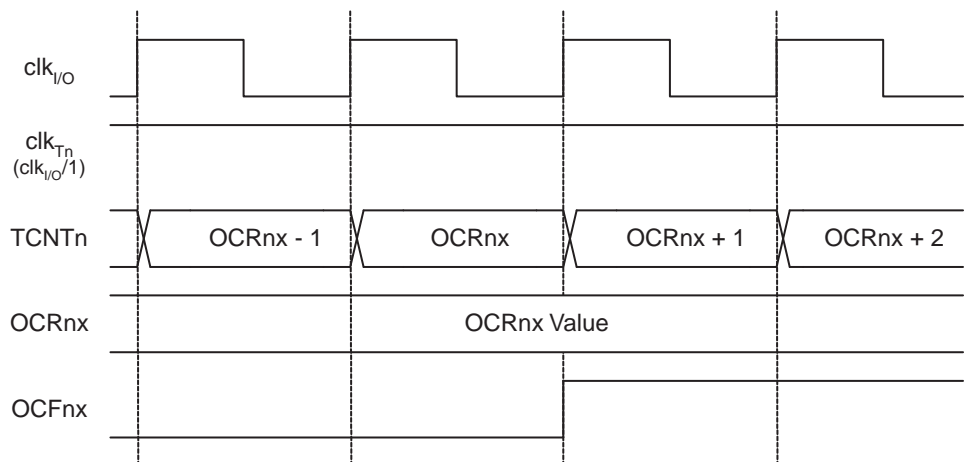 clkI/O
clkTn
(clkI/O/1)
TCNTn OCRnx - 1 OCRnx OCRnx + 1 OCRnx + 2
OCRnx OCRnx Value
OCFnx